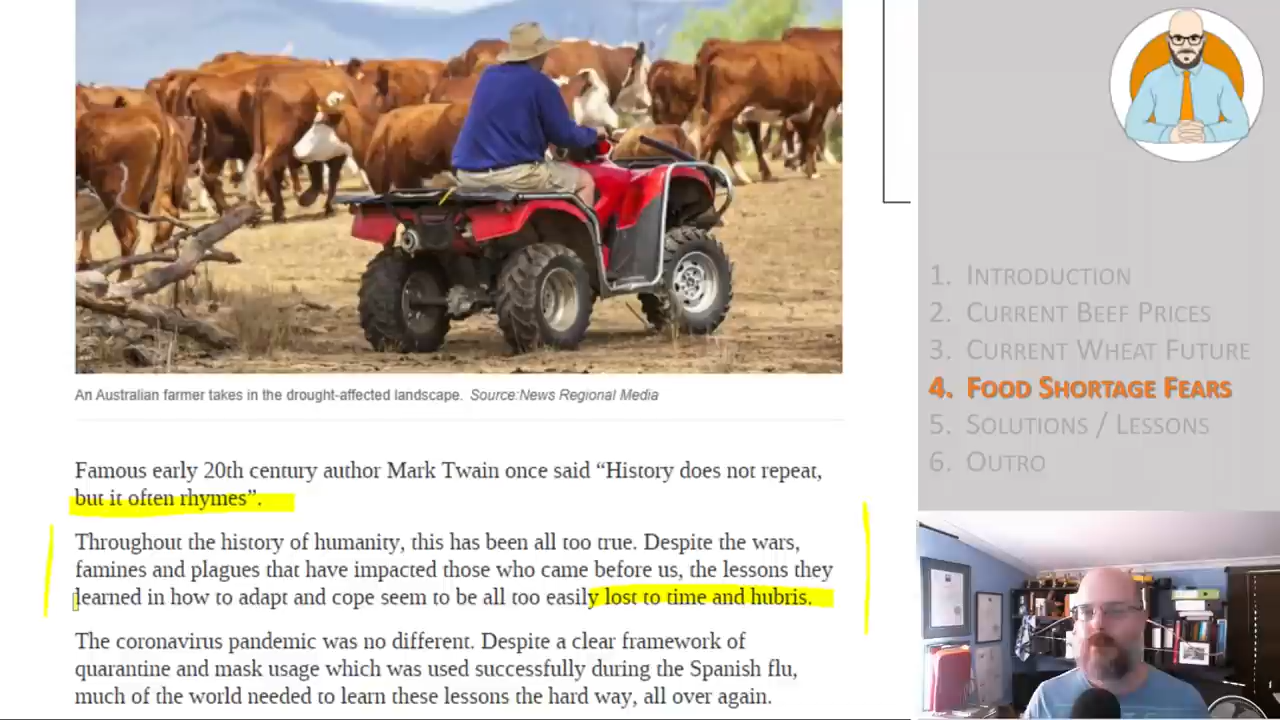 An Australian farmer takes in the drought-affected landscape. Source:News Regional Media
Famous early 20th century author Mark Twain once said “History does not repeat,
but it often rhymes”.
Throughout the history of humanity, this has been all too true. Despite the wars,
famines and plagues that have impacted those who came before us, the lessons they
learned in how to adapt and cope seem to be all too easily lost to time and hubris.
The coronavirus pandemic was no different. Despite a clear framework of
quarantine and mask usage which was used successfully during the Spanish flu,
much of the world needed to learn these lessons the hard way, all over again.
1. Introduction
2. Current Beef Prices
3. Current Wheat Future
4. Food Shortage Fears
5. Solutions / Lessons
6. Outro